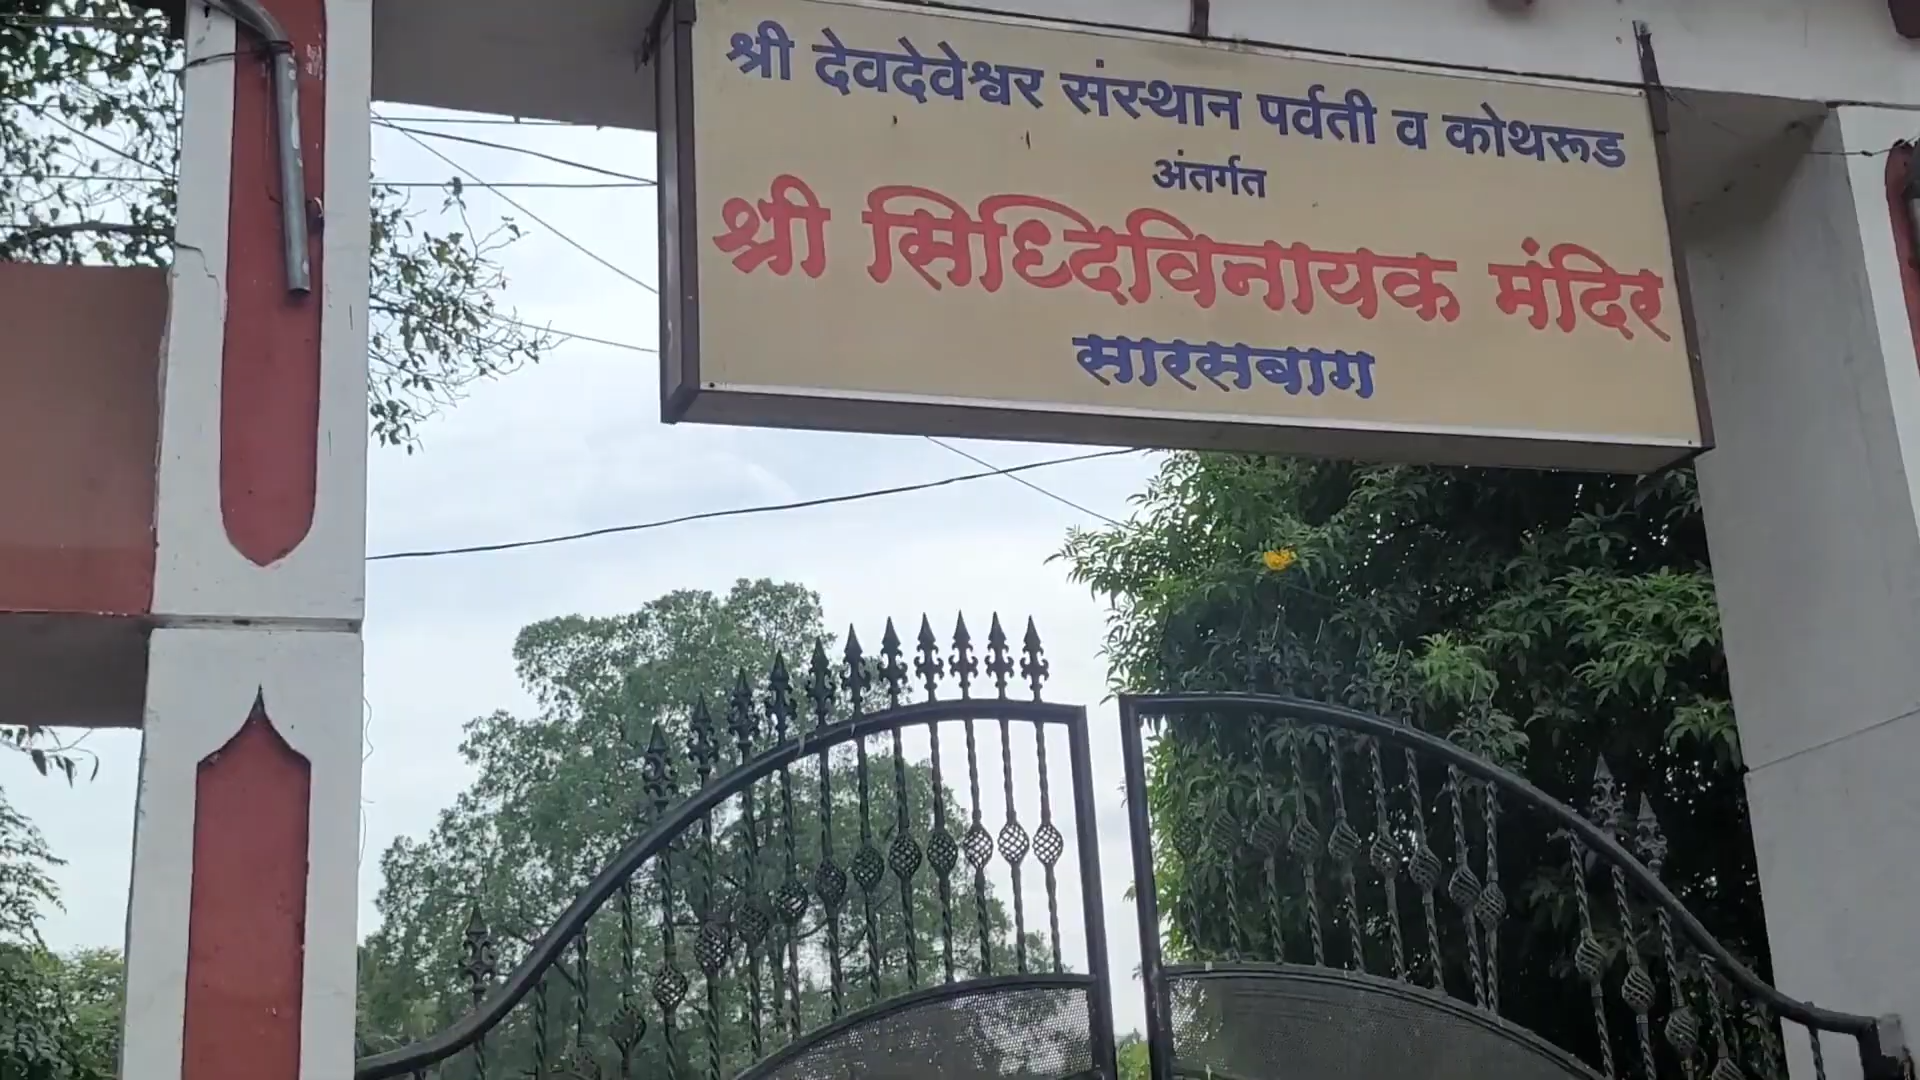 श्री देवदेवेश्वर संस्थान पर्वती व कोथरूड
अंतर्गत
श्री सिध्दिविनायक मंदिर
सारसबाग